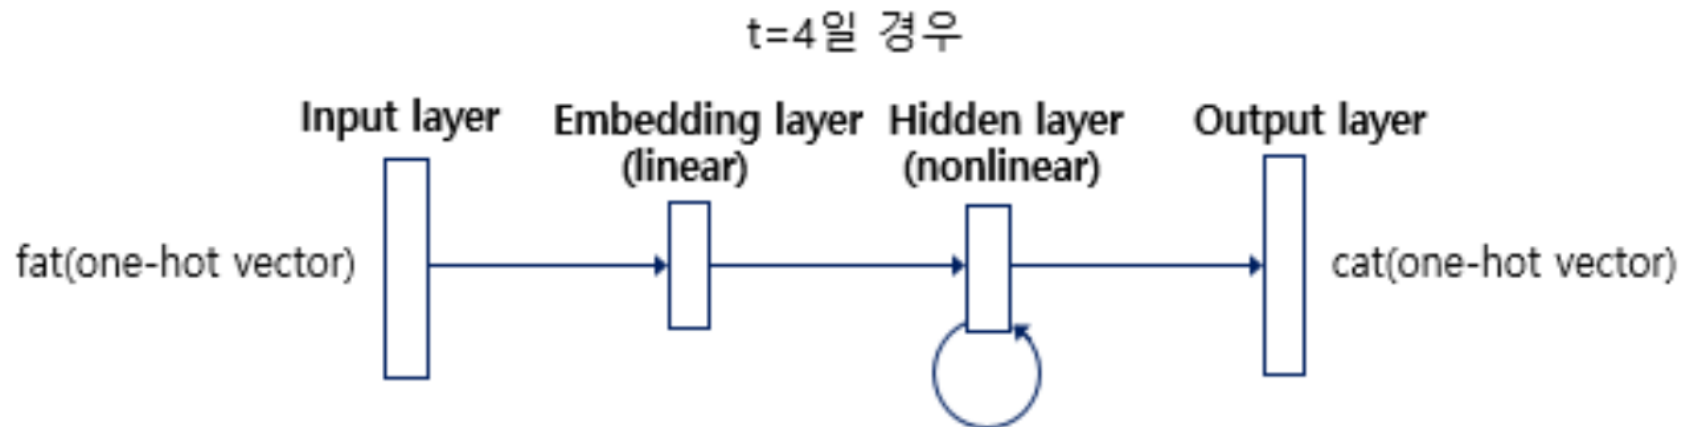 t=4일 경우
Input layer
Embedding layer
(linear)
Hidden layer
(nonlinear)
Output layer
fat(one-hot vector)
cat(one-hot vector)